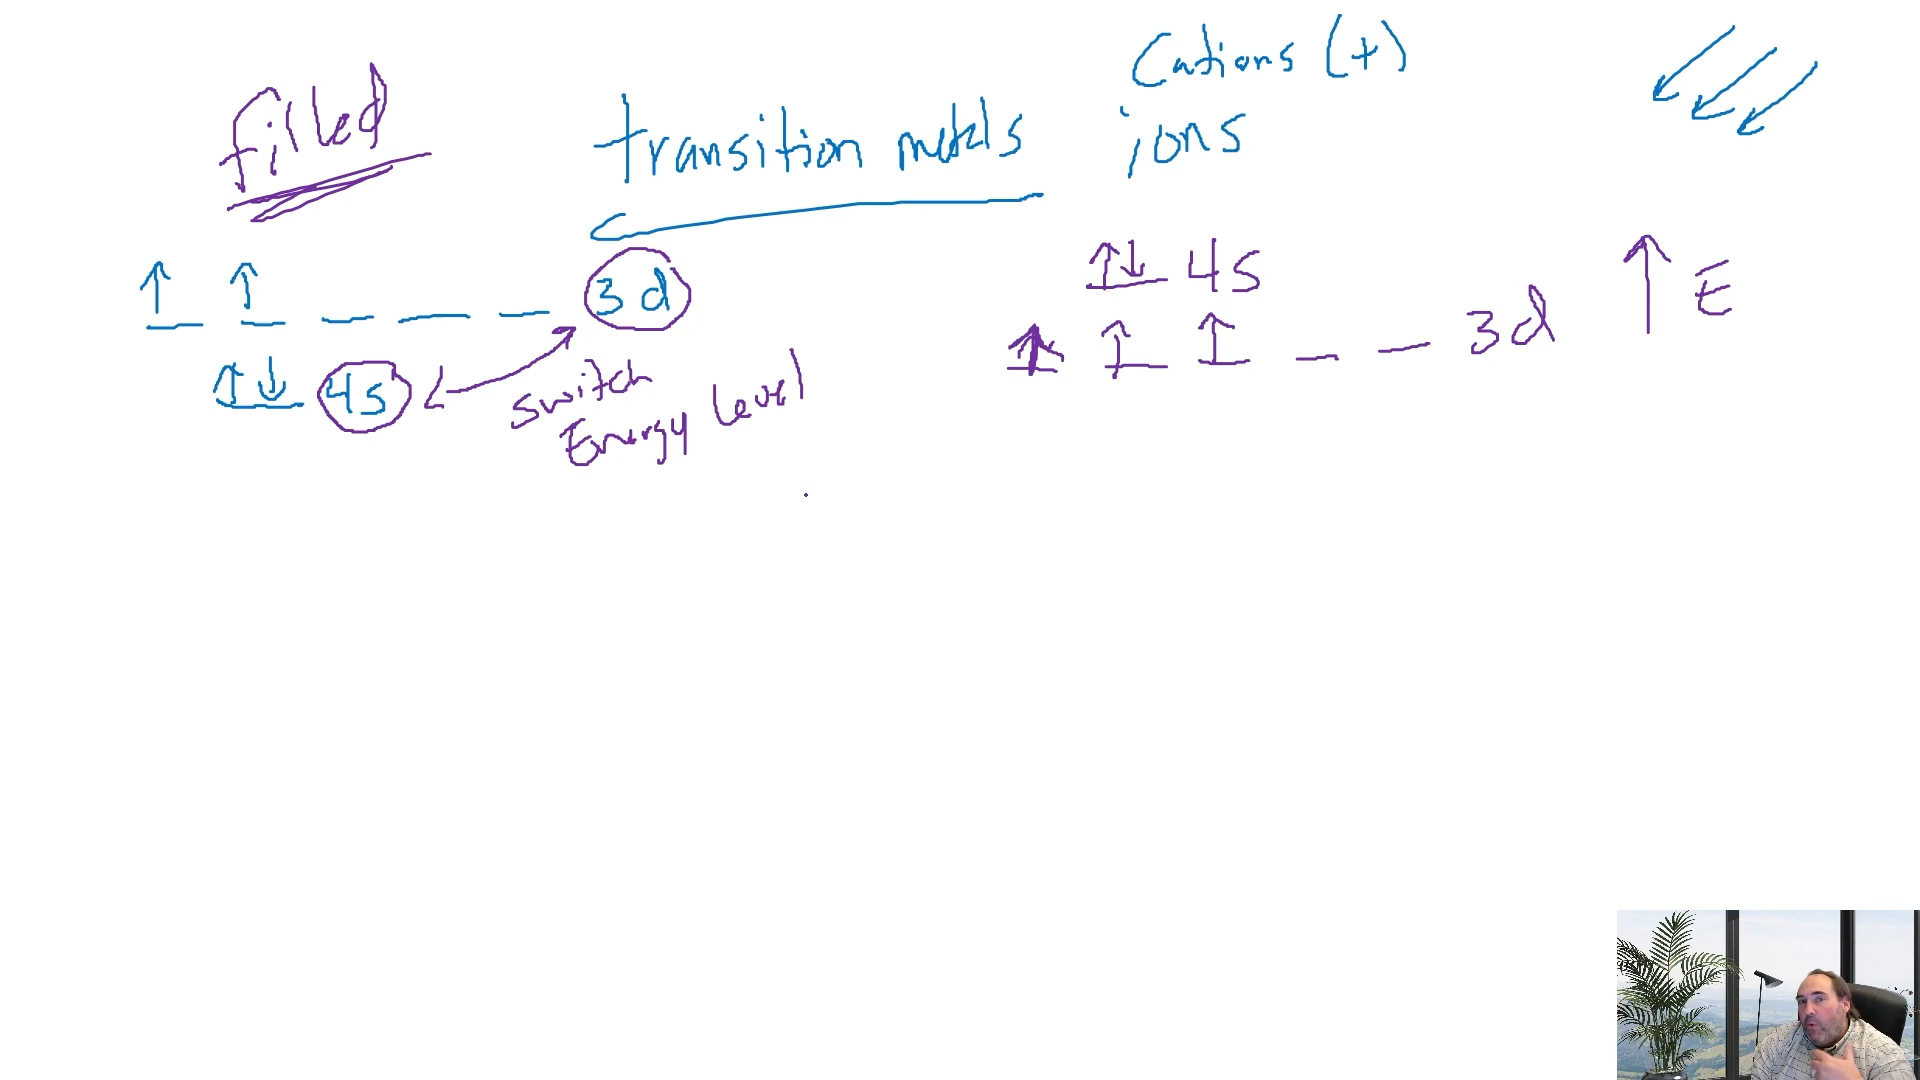 Cations (+)
filled
transition metals ions
3d
4s
switch
Energy Level
4s
3d
E